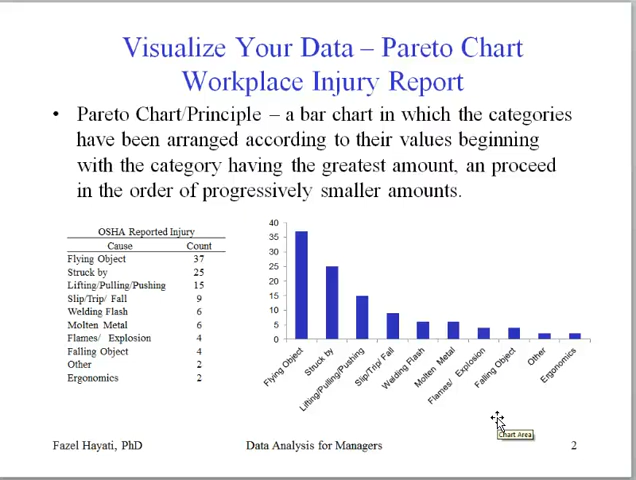 Visualize Your Data – Pareto Chart
Workplace Injury Report
• Pareto Chart/Principle – a bar chart in which the categories
have been arranged according to their values beginning
with the category having the greatest amount, an proceed
in the order of progressively smaller amounts.
OSHA Reported Injury
Cause Count
Flying Object 37
Struck by 25
Lifting/Pulling/Pushing 15
Slip/Trip/ Fall 9
Welding Flash 6
Molten Metal 6
Flames/ Explosion 4
Falling Object 4
Other 2
Ergonomics 2
40
35
30
25
20
15
10
5
0
Flying Object
Struck by
Lifting/Pulling/Pushing
Slip/Trip/ Fall
Welding Flash
Molten Metal
Flames/ Explosion
Falling Object
Other
Ergonomics
Chart Area
Fazel Hayati, PhD
Data Analysis for Managers
2